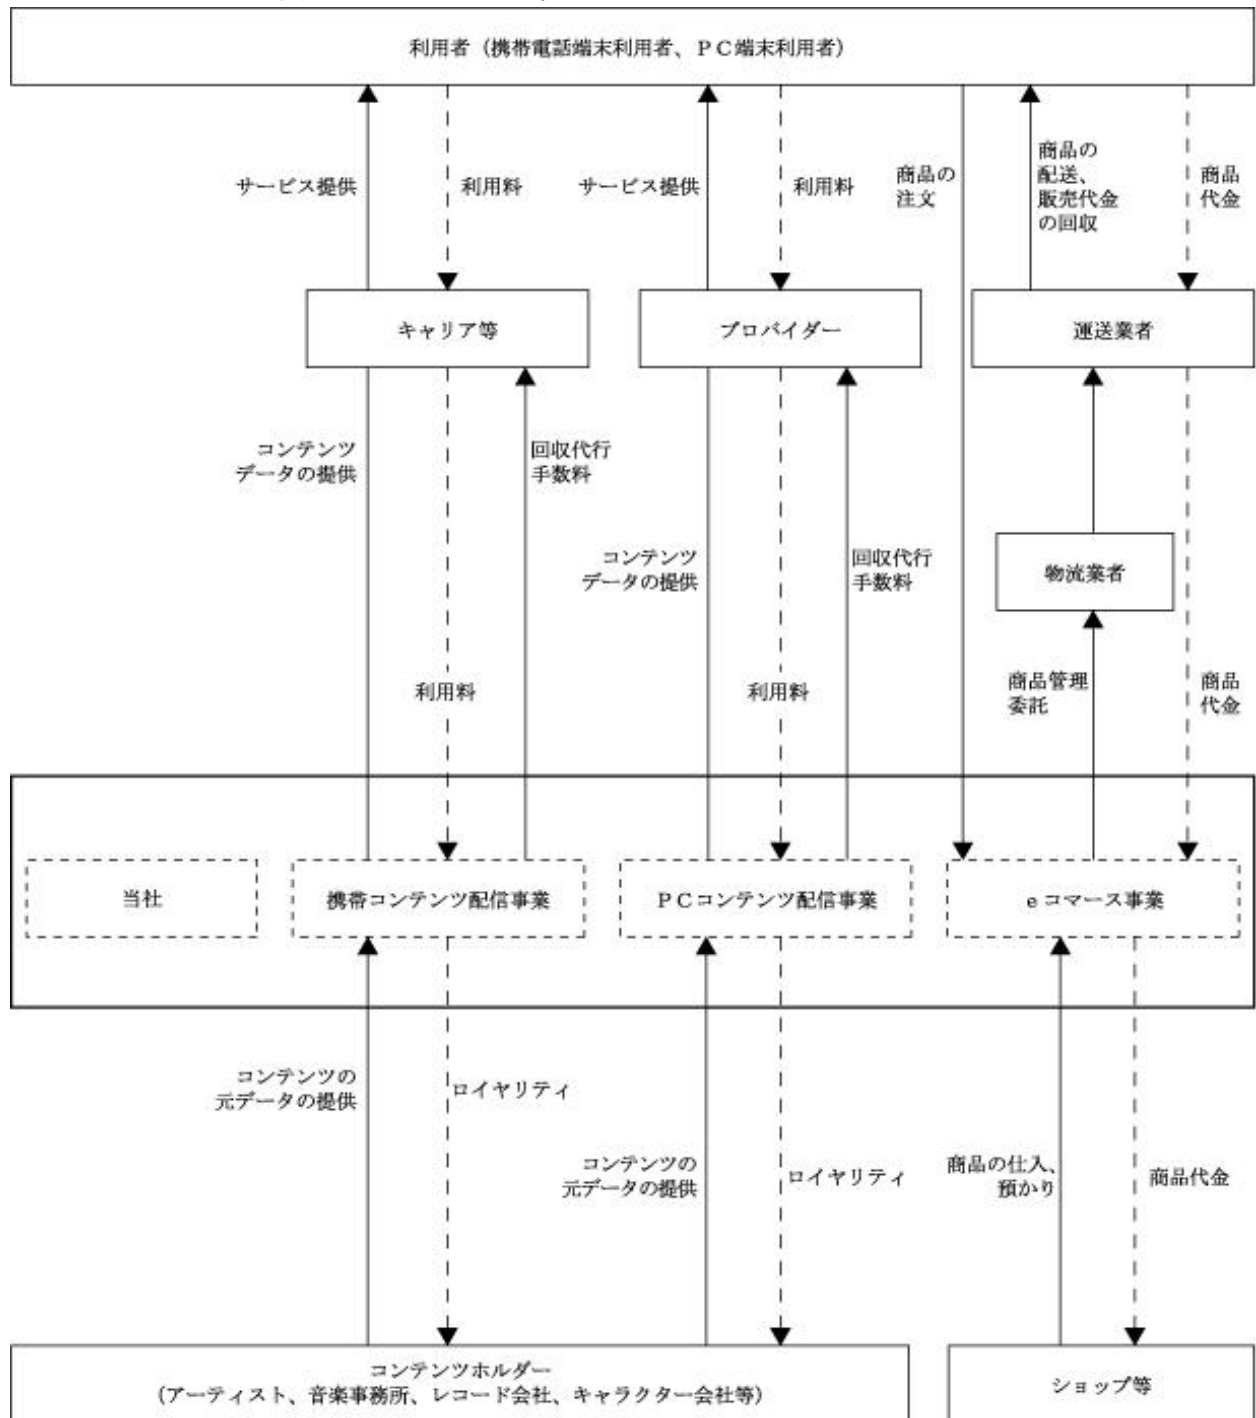 利用者（携帯電話端末利用者、ＰＣ端末利用者）
サービス提供
利用料
サービス提供
利用料
商品の
注文
商品の
配送、
販売代金
の回収
商品
代金
キャリア等
プロバイダー
運送業者
コンテンツ
データの提供
回収代行
手数料
コンテンツ
データの提供
回収代行
手数料
物流業者
利用料
利用料
商品管理
委託
商品
代金
当社
携帯コンテンツ配信事業
ＰＣコンテンツ配信事業
ｅコマース事業
コンテンツの
元データの提供
ロイヤリティ
コンテンツの
元データの提供
ロイヤリティ
商品の仕入、
預かり
商品代金
コンテンツホルダー
（アーティスト、音楽事務所、レコード会社、キャラクター会社等）
ショップ等